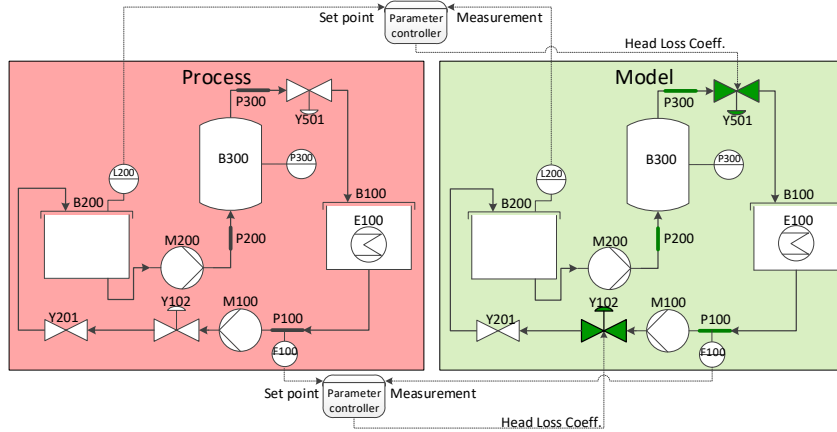 Set point
Parameter
controller
Measurement
Head Loss Coeff.
Process
P300
Y501
B300
P300
L200
B200
B100
E100
P200
M200
Y102
M100
P100
Y201
F100
Model
P300
Y501
B300
P300
L200
B200
B100
E100
P200
M200
Y102
M100
P100
Y201
F100
Set point
Parameter
controller
Measurement
Head Loss Coeff.